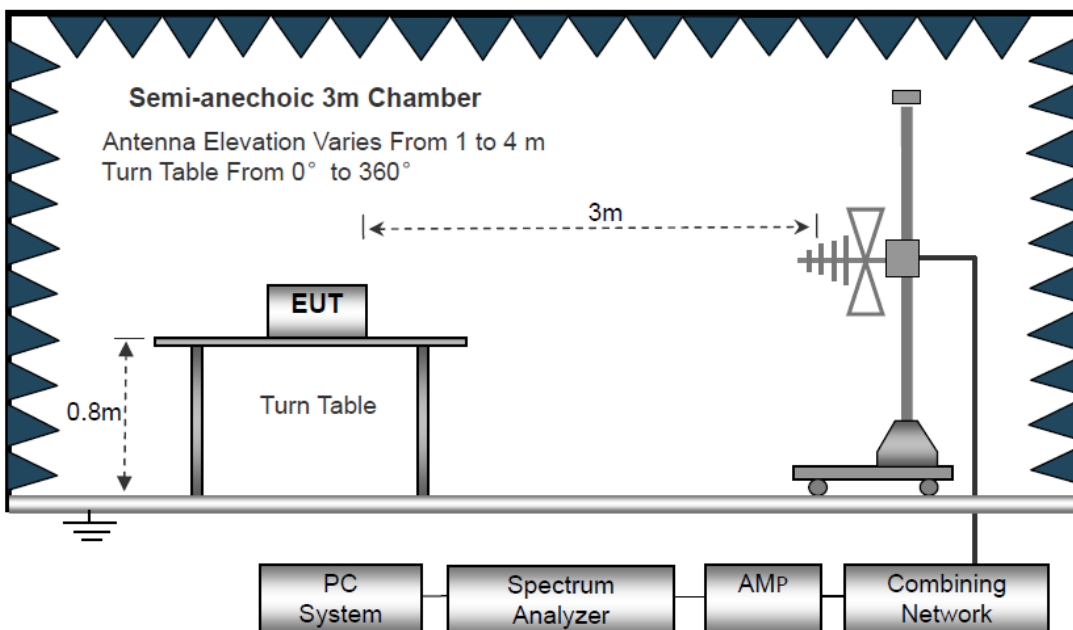 Semi-anechoic 3m Chamber
Antenna Elevation Varies From 1 to 4 m
Turn Table From 0° to 360°
3m
EUT
0.8m
Turn Table
PC
System
Spectrum
Analyzer
AMP
Combining
Network